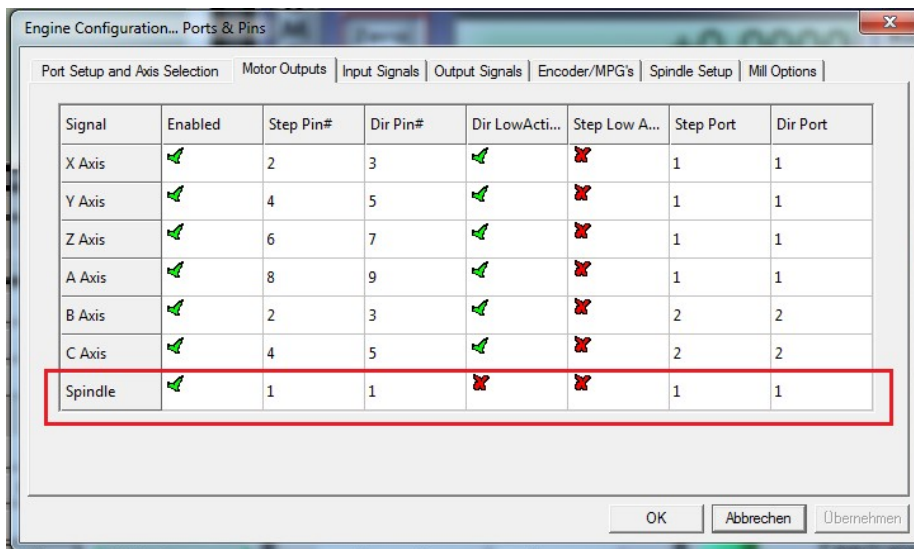 Engine Configuration... Ports & Pins
Port Setup and Axis Selection Motor Outputs Input Signals Output Signals Encoder/MPG's Spindle Setup Mill Options
Signal Enabled Step Pin# Dir Pin# Dir LowActi... Step Low A... Step Port Dir Port
X Axis 2 3 1 1
Y Axis 4 5 1 1
Z Axis 6 7 1 1
A Axis 8 9 1 1
B Axis 2 3 2 2
C Axis 4 5 2 2
Spindle 1 1 1 1
OK Abbrechen Übernehmen